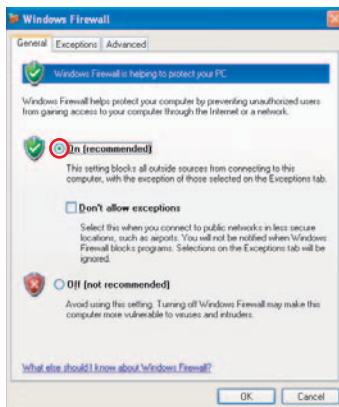 Windows Firewall
General Exceptions Advanced
Windows Firewall is helping to protect your PC
Windows Firewall helps protect your computer by preventing unauthorized users
from gaining access to your computer through the Internet or a network.
On (recommended)
This setting blocks all outside sources from connecting to this
computer, with the exception of those selected on the Exceptions tab.
Don't allow exceptions
Select this when you connect to public networks in less secure
locations, such as airports. You will not be notified when Windows
Firewall blocks programs. Selections on the Exceptions tab will be
ignored.
Off (not recommended)
Avoid using this setting. Turning off Windows Firewall may make this
computer more vulnerable to viruses and intruders.
What else should I know about Windows Firewall?
OK Cancel